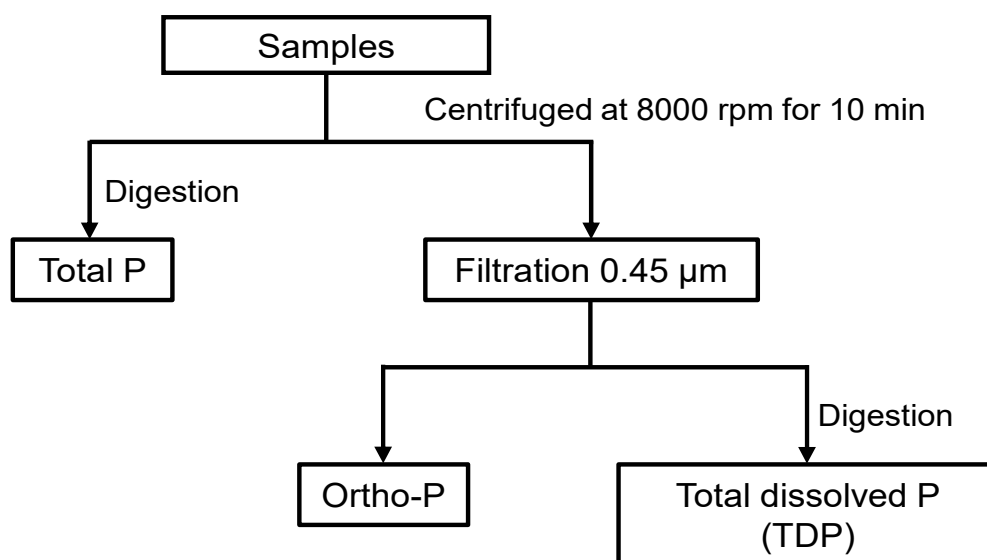 Samples
Centrifuged at 8000 rpm for 10 min
Digestion
Total P
Filtration 0.45 µm
Digestion
Ortho-P
Total dissolved P
(TDP)